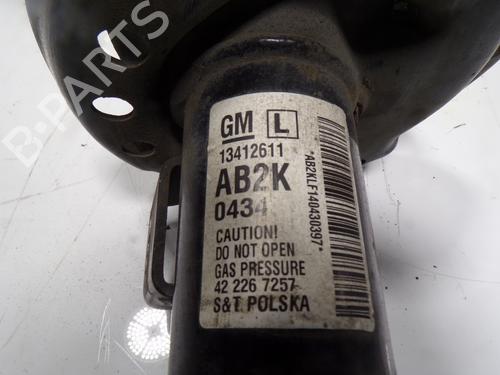 GM L
13412611
AB2K
0434
CAUTION!
DO NOT OPEN
GAS PRESSURE
42 226 7257
S&T POLSKA
*AB2KLF140430397*
B-PARTS